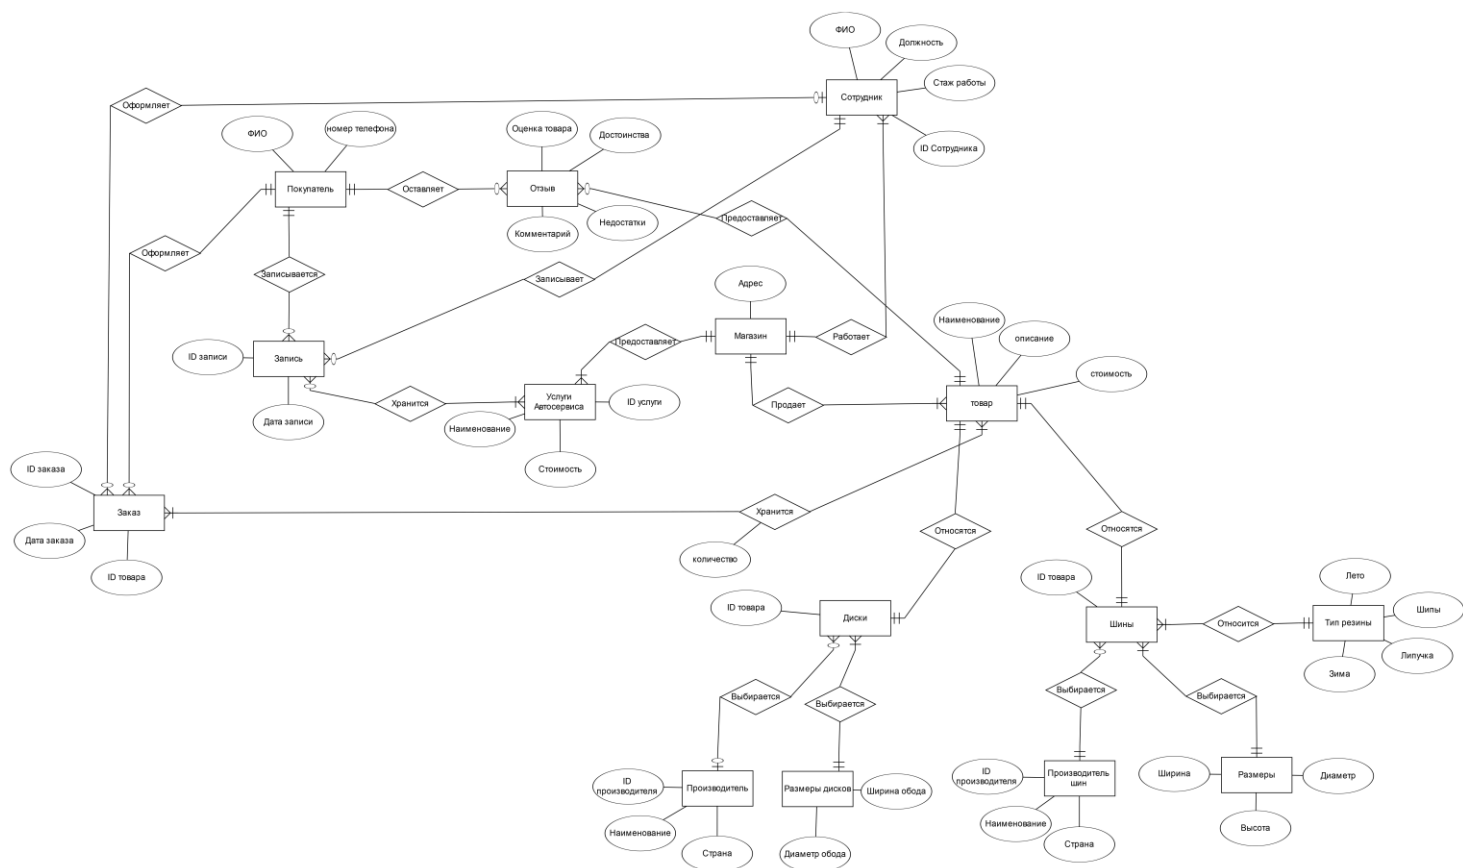 ФИО
Должность
Стаж работы
Сотрудник
Оформляет
ID Сотрудника
ФИО
номер телефона
Оценка товара
Достоинства
Покупатель
Оставляет
Отзыв
Недостатки
Комментарий
Предоставляет
Оформляет
Записывается
Записывает
Адрес
Магазин
Работает
Предоставляет
Наименование
описание
стоимость
ID записи
Запись
Дата записи
Хранится
Услуги
Автосервиса
ID услуги
Наименование
Стоимость
Продает
товар
ID заказа
Заказ
Дата заказа
ID товара
Хранится
количество
Относятся
Относятся
ID товара
Диски
ID товара
Шины
Относится
Лето
Шипы
Тип резины
Липучка
Зима
Выбирается
Выбирается
Выбирается
Выбирается
ID
производителя
Производитель
Наименование
Страна
Размеры дисков
Ширина обода
Диаметр обода
ID
производителя
Производитель
шин
Наименование
Страна
Ширина
Размеры
Диаметр
Высота